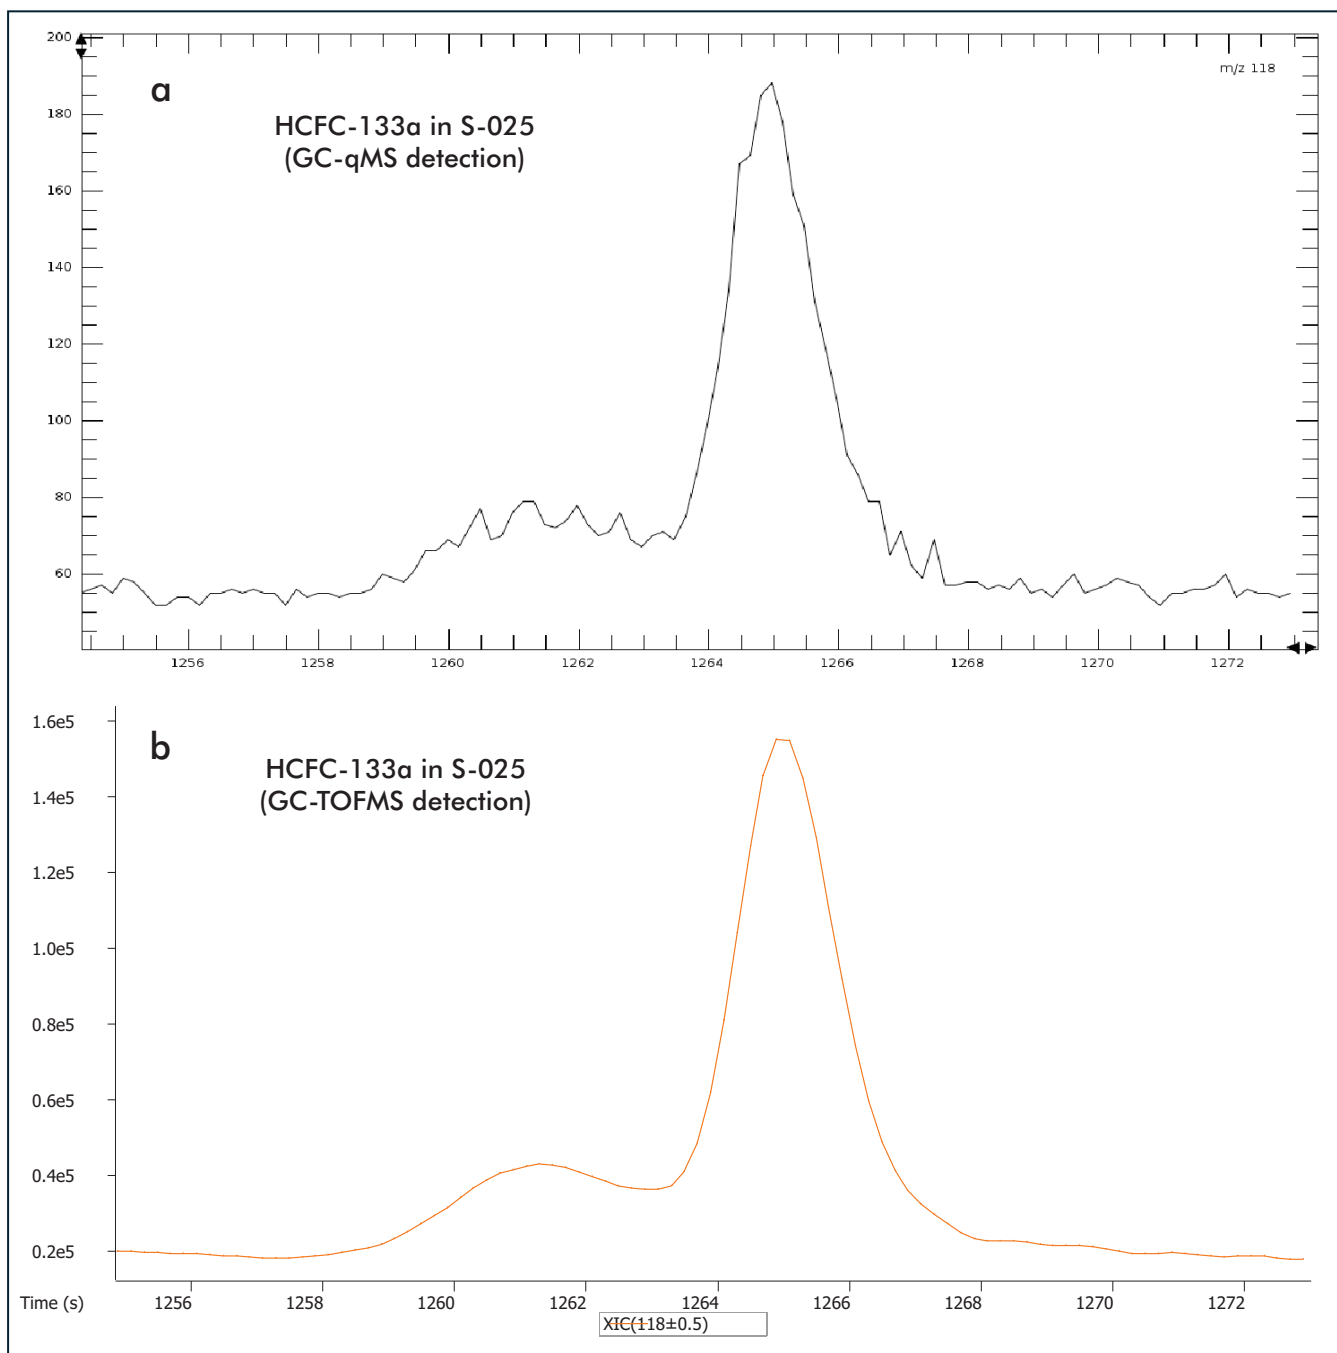 200
m/z 118
a
HCFC-133a in S-025
(GC-qMS detection)
180
160
140
120
100
80
60
1256 1258 1260 1262 1264 1266 1268 1270 1272
1.6e5
b
HCFC-133a in S-025
(GC-TOFMS detection)
1.4e5
1.2e5
1.0e5
0.8e5
0.6e5
0.4e5
0.2e5
Time (s) 1256 1258 1260 1262 1264 1266 1268 1270 1272
XIC(118±0.5)